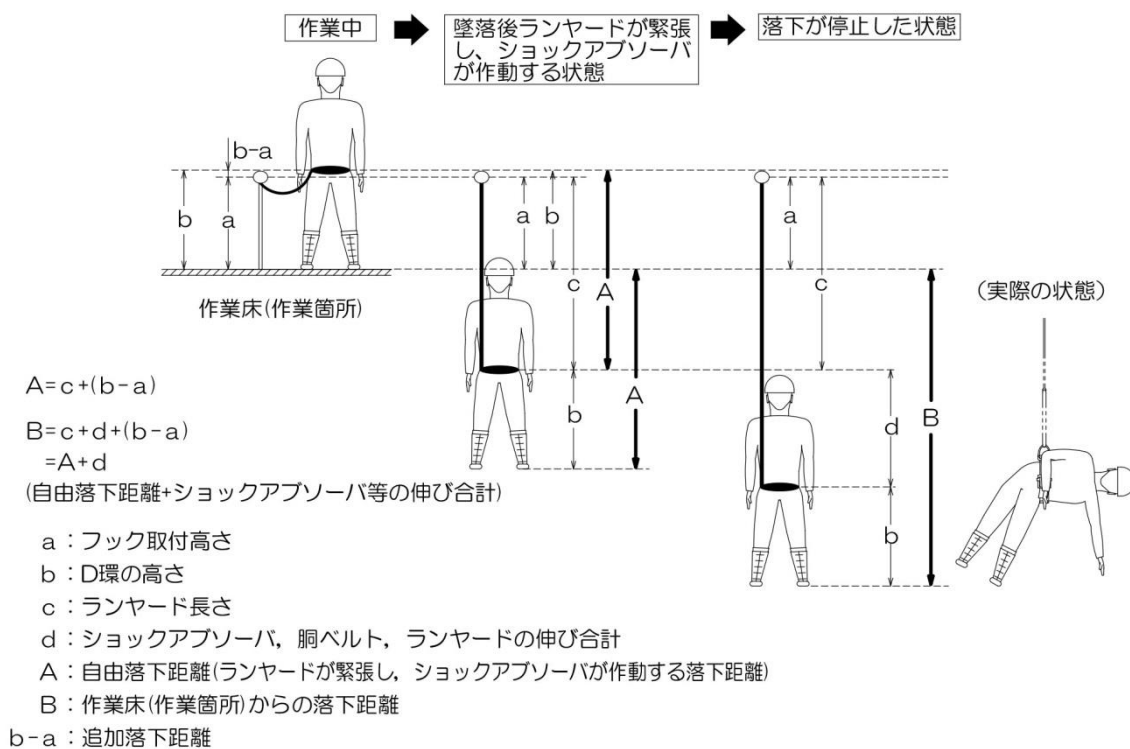 作業中
墜落後ランヤードが緊張
し、ショックアブソーバ
が作動する状態
落下が停止した状態
b-a
b
a
作業床(作業箇所)
a
b
c
A
b
A
a
c
d
b
B
(実際の状態)
A=c+(b-a)
B=c+d+(b-a)
=A+d
(自由落下距離+ショックアブソーバ等の伸び合計)
a：フック取付高さ
b：D環の高さ
c：ランヤード長さ
d：ショックアブソーバ，胴ベルト，ランヤードの伸び合計
A：自由落下距離(ランヤードが緊張し，ショックアブソーバが作動する落下距離)
B：作業床(作業箇所)からの落下距離
b-a：追加落下距離